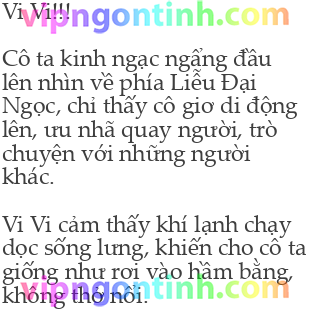 Vi Vi!!!
vipngontinh.com
Cô ta kinh ngạc ngẩng đầu
lên nhìn về phía Liễu Đại
Ngọc, chỉ thấy cô giơ di động
lên, ưu nhã quay người, trò
chuyện với những người
khác.
Vi Vi cảm thấy khí lạnh chạy
dọc sống lưng, khiến cho cô ta
giống như rơi vào hầm băng,
không thở nổi.
vipngontinh.com